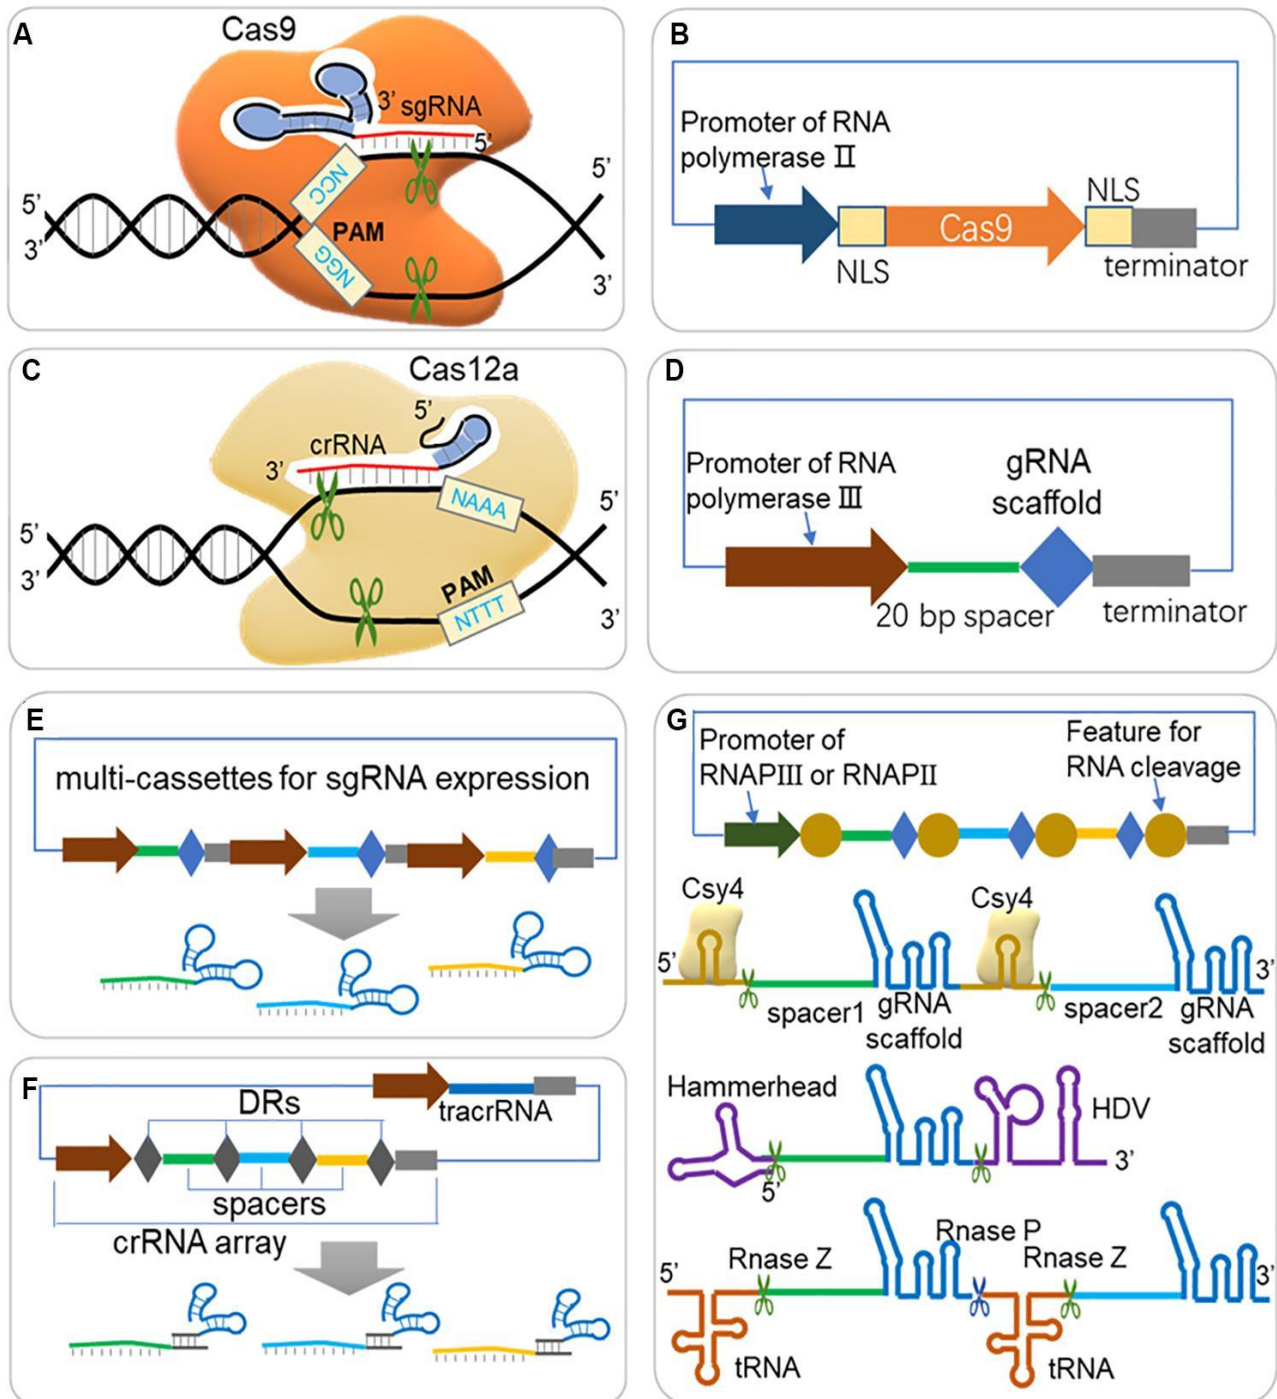 A
Cas9
3’ sgRNA
5’
NCC
PAM
NGG
5’
3’
5’
3’
B
Promoter of RNA
polymerase Ⅱ
NLS
Cas9
NLS
terminator
C
Cas12a
5’
crRNA
3’
NAAA
PAM
NTTT
5’
3’
5’
3’
D
Promoter of RNA
polymerase Ⅲ
gRNA
scaffold
20 bp spacer
terminator
E
multi-cassettes for sgRNA expression
F
tracrRNA
DRs
spacers
crRNA array
G
Promoter of
RNAPⅢ or RNAPⅡ
Feature for
RNA cleavage
Csy4
Csy4
5’
3’
spacer1
gRNA
scaffold
spacer2
gRNA
scaffold
Hammerhead
HDV
5’
3’
5’
Rnase Z
Rnase P
Rnase Z
3’
tRNA
tRNA